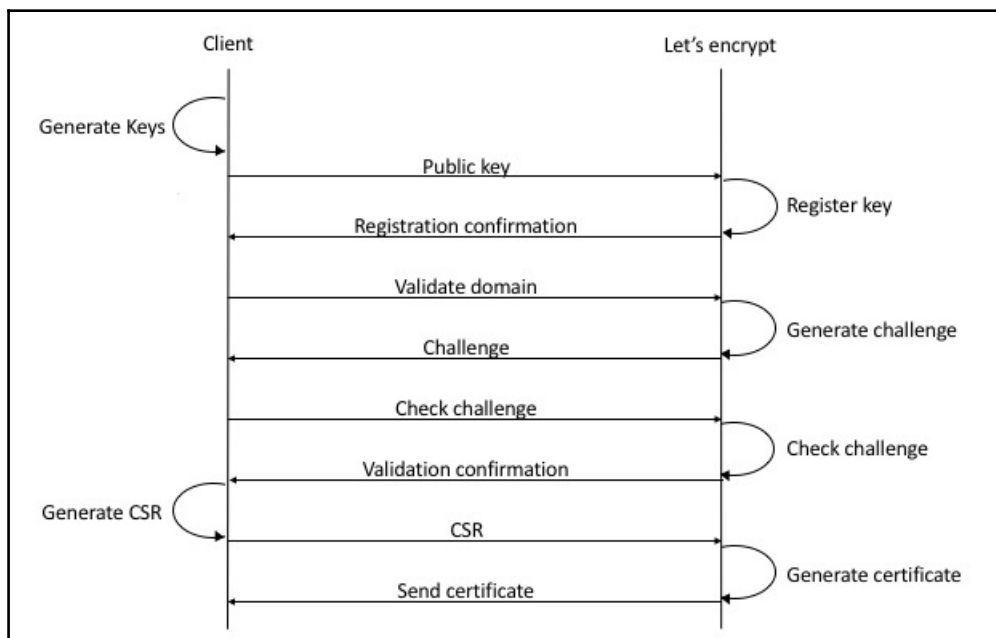 Client
Let's encrypt
Generate Keys
Public key
Register key
Registration confirmation
Validate domain
Generate challenge
Challenge
Check challenge
Check challenge
Validation confirmation
Generate CSR
CSR
Generate certificate
Send certificate